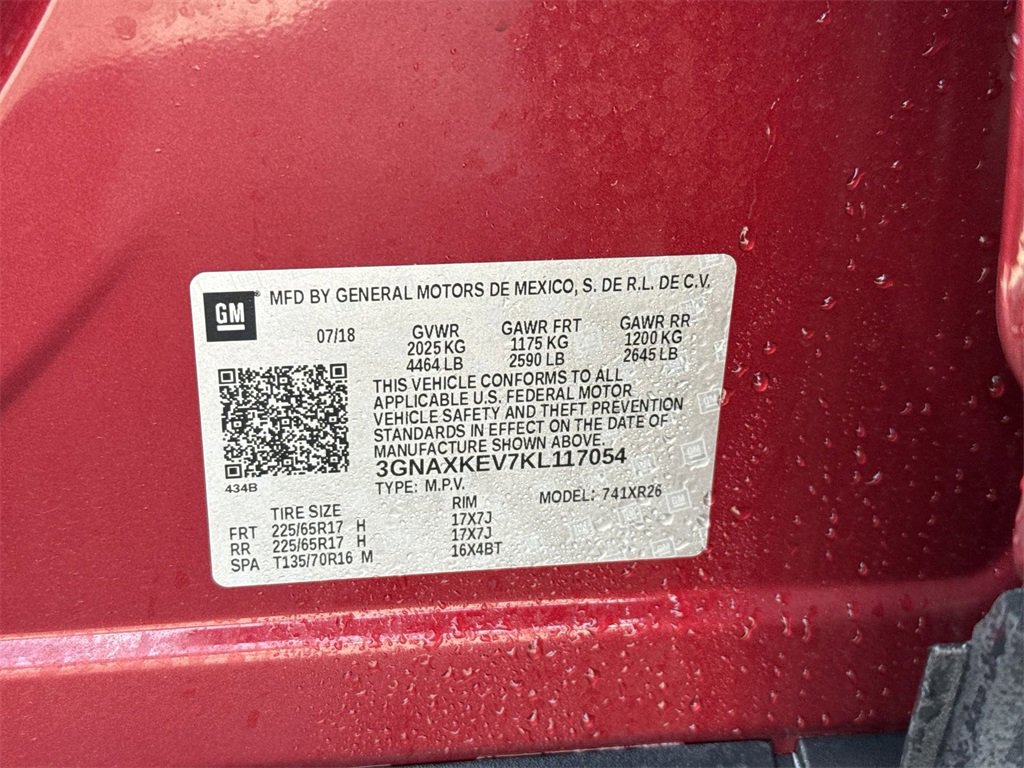 GM® MFD BY GENERAL MOTORS DE MEXICO, S. DE R.L. DE C.V.
07/18 GVWR GAWR FRT GAWR RR
2025 KG 1175 KG 1200 KG
4464 LB 2590 LB 2645 LB
THIS VEHICLE CONFORMS TO ALL
APPLICABLE U.S. FEDERAL MOTOR
VEHICLE SAFETY AND THEFT PREVENTION
STANDARDS IN EFFECT ON THE DATE OF
MANUFACTURE SHOWN ABOVE.
3GNAXKEV7KL117054
434B
TYPE: M.P.V. MODEL: 741XR26
TIRE SIZE RIM
FRT 225/65R17 H 17X7J
RR 225/65R17 H 17X7J
SPA T135/70R16 M 16X4BT